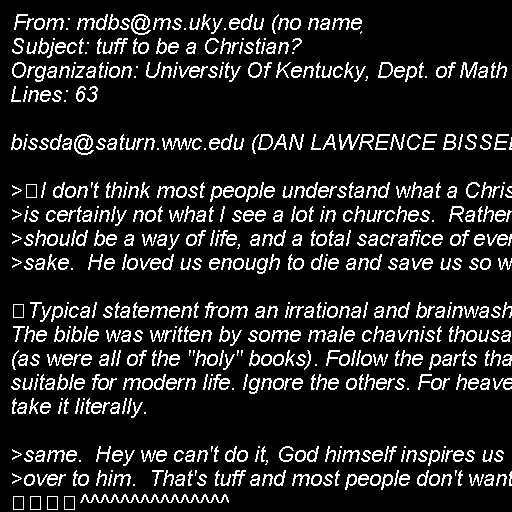 From: mdbs@ms.uky.edu (no name
Subject: tuff to be a Christian?
Organization: University Of Kentucky, Dept. of Math
Lines: 63

bissda@saturn.wwc.edu (DAN LAWRENCE BISSE

>I don't think most people understand what a Chris
>is certainly not what I see a lot in churches.  Rather
>should be a way of life, and a total sacrafice of ever
>sake.  He loved us enough to die and save us so w

Typical statement from an irrational and brainwash
The bible was written by some male chavnist thousa
(as were all of the "holy" books). Follow the parts tha
suitable for modern life. Ignore the others. For heave
take it literally.

>same.  Hey we can't do it, God himself inspires us
>over to him.  That's tuff and most people don't want
^^^^^^^^^^^^^^^